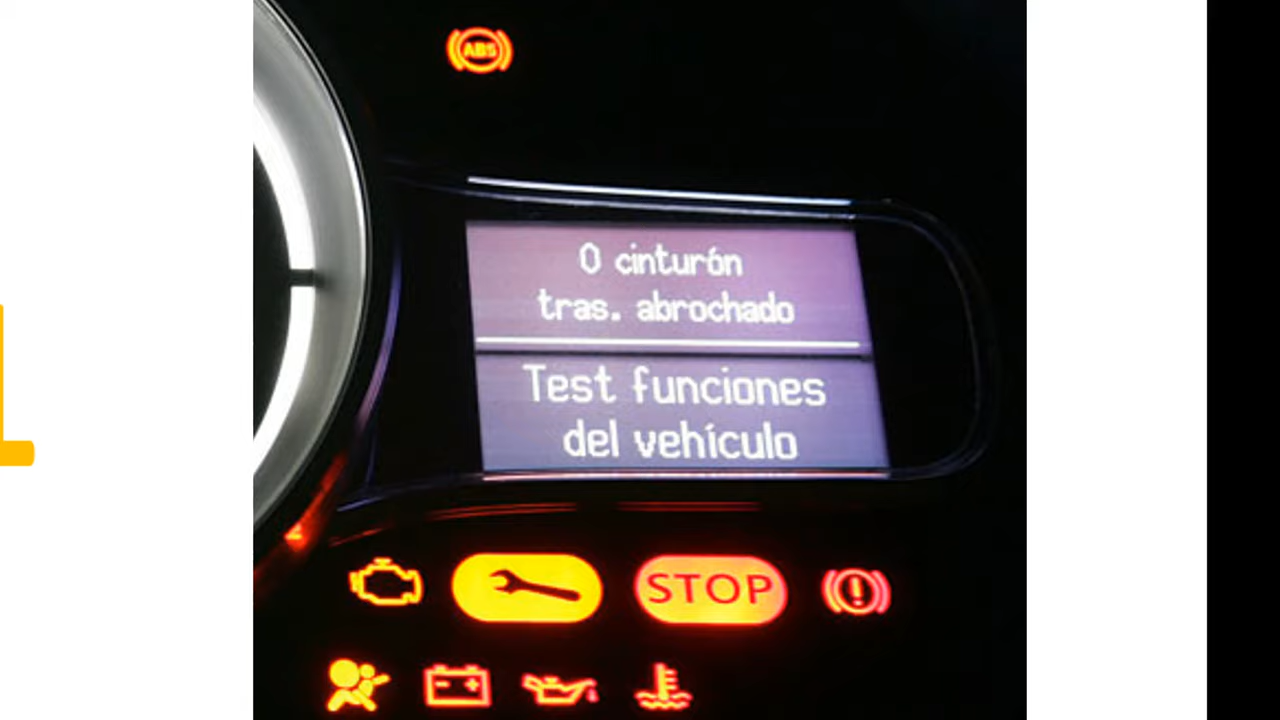 ABS
0 cinturón
tras. abrochado
Test funciones
del vehículo
STOP